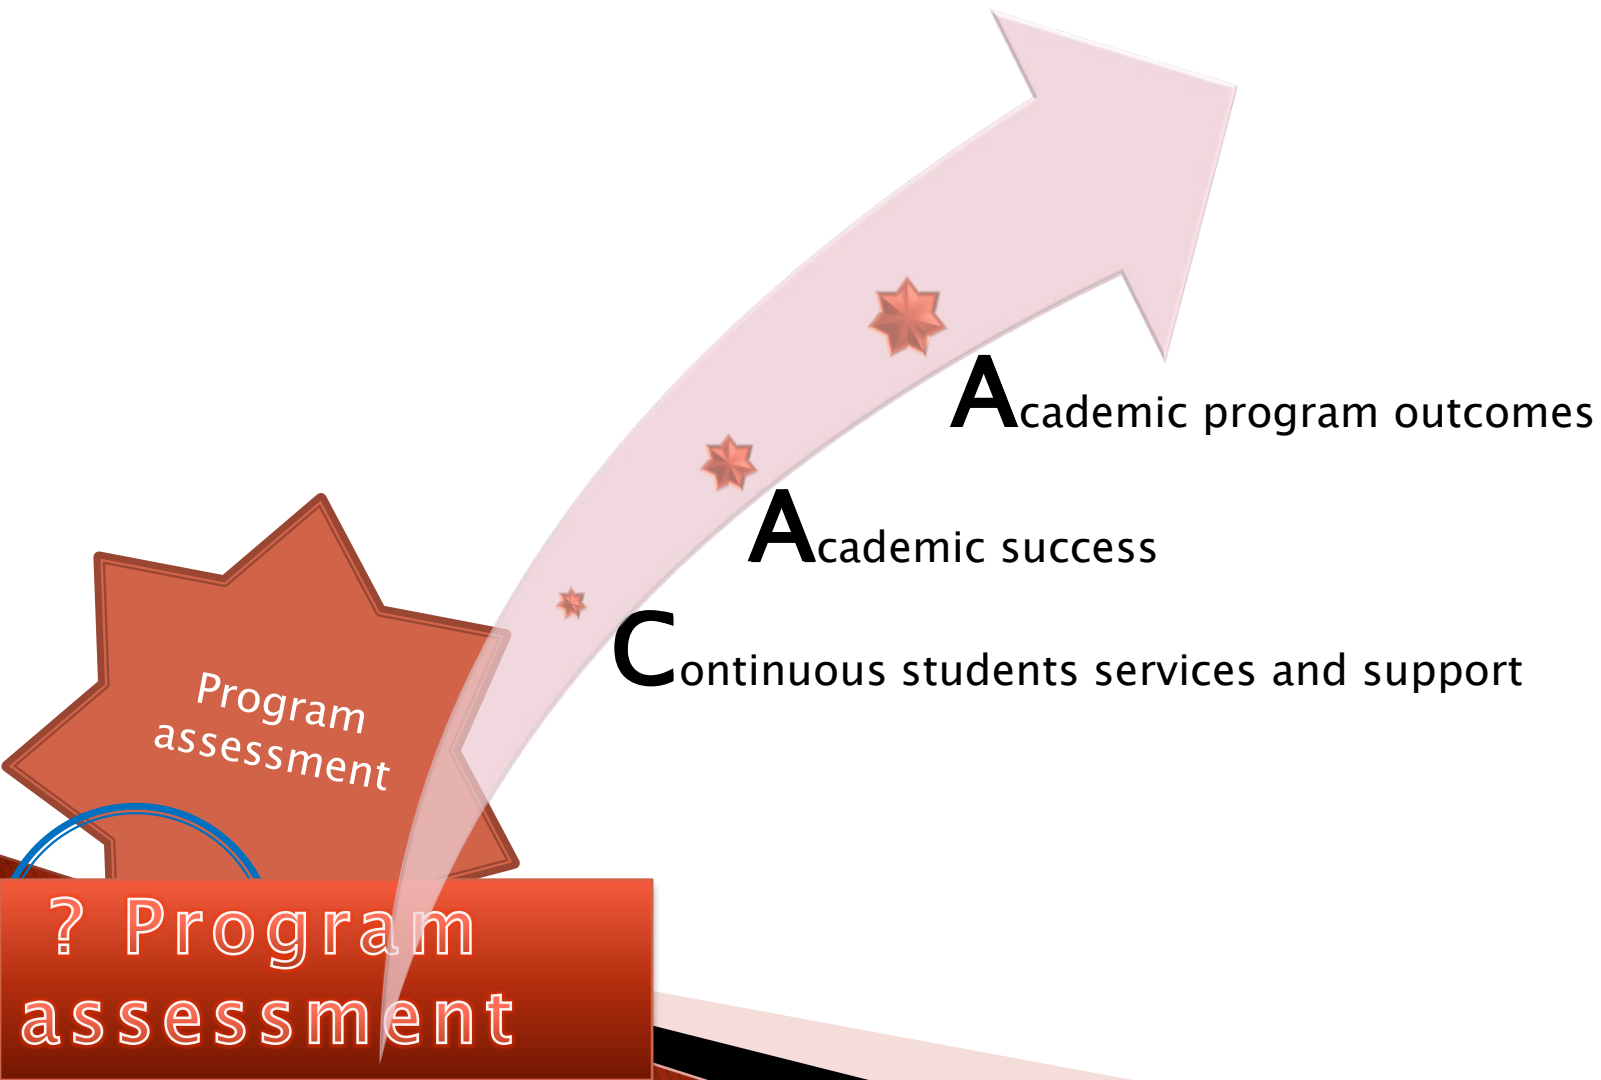 Academic program outcomes
Academic success
Continuous students services and support
Program
assessment
? Program
assessment